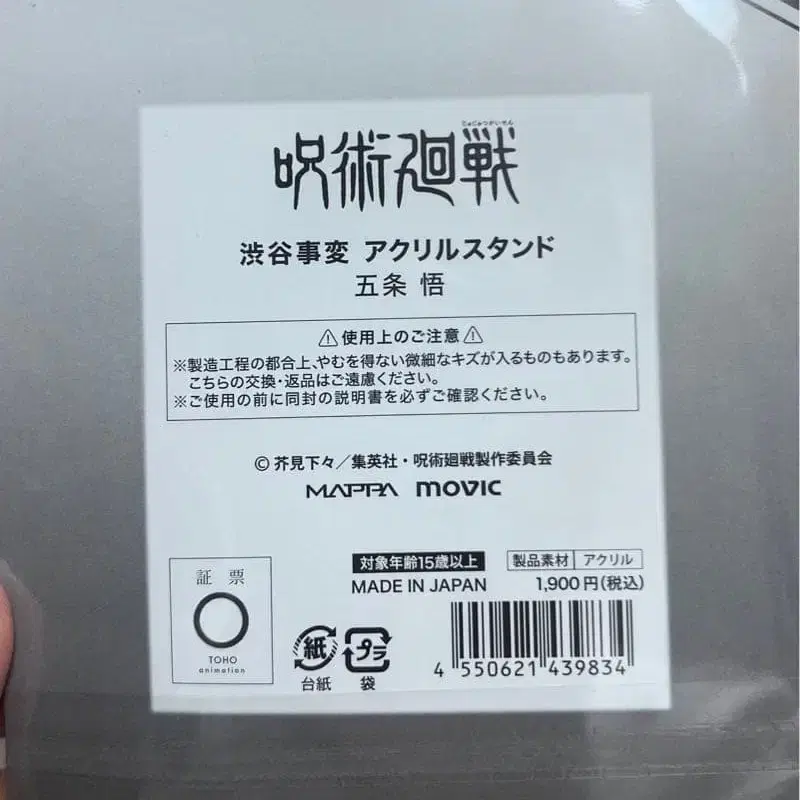 じゅじゅつかいせん
呪術廻戦
渋谷事変 アクリルスタンド
五条 悟
⚠使用上のご注意⚠
※製造工程の都合上、やむを得ない微細なキズが入るものもあります。
こちらの交換・返品はご遠慮ください。
※ご使用の前に同封の説明書を必ずご確認ください。
© 芥見下々／集英社・呪術廻戦製作委員会
MAPPA movic
対象年齢15歳以上
製品素材 アクリル
MADE IN JAPAN
1,900円(税込)
証票
TOHO
animation
紙
台紙
プラ
袋
4 550621 439834